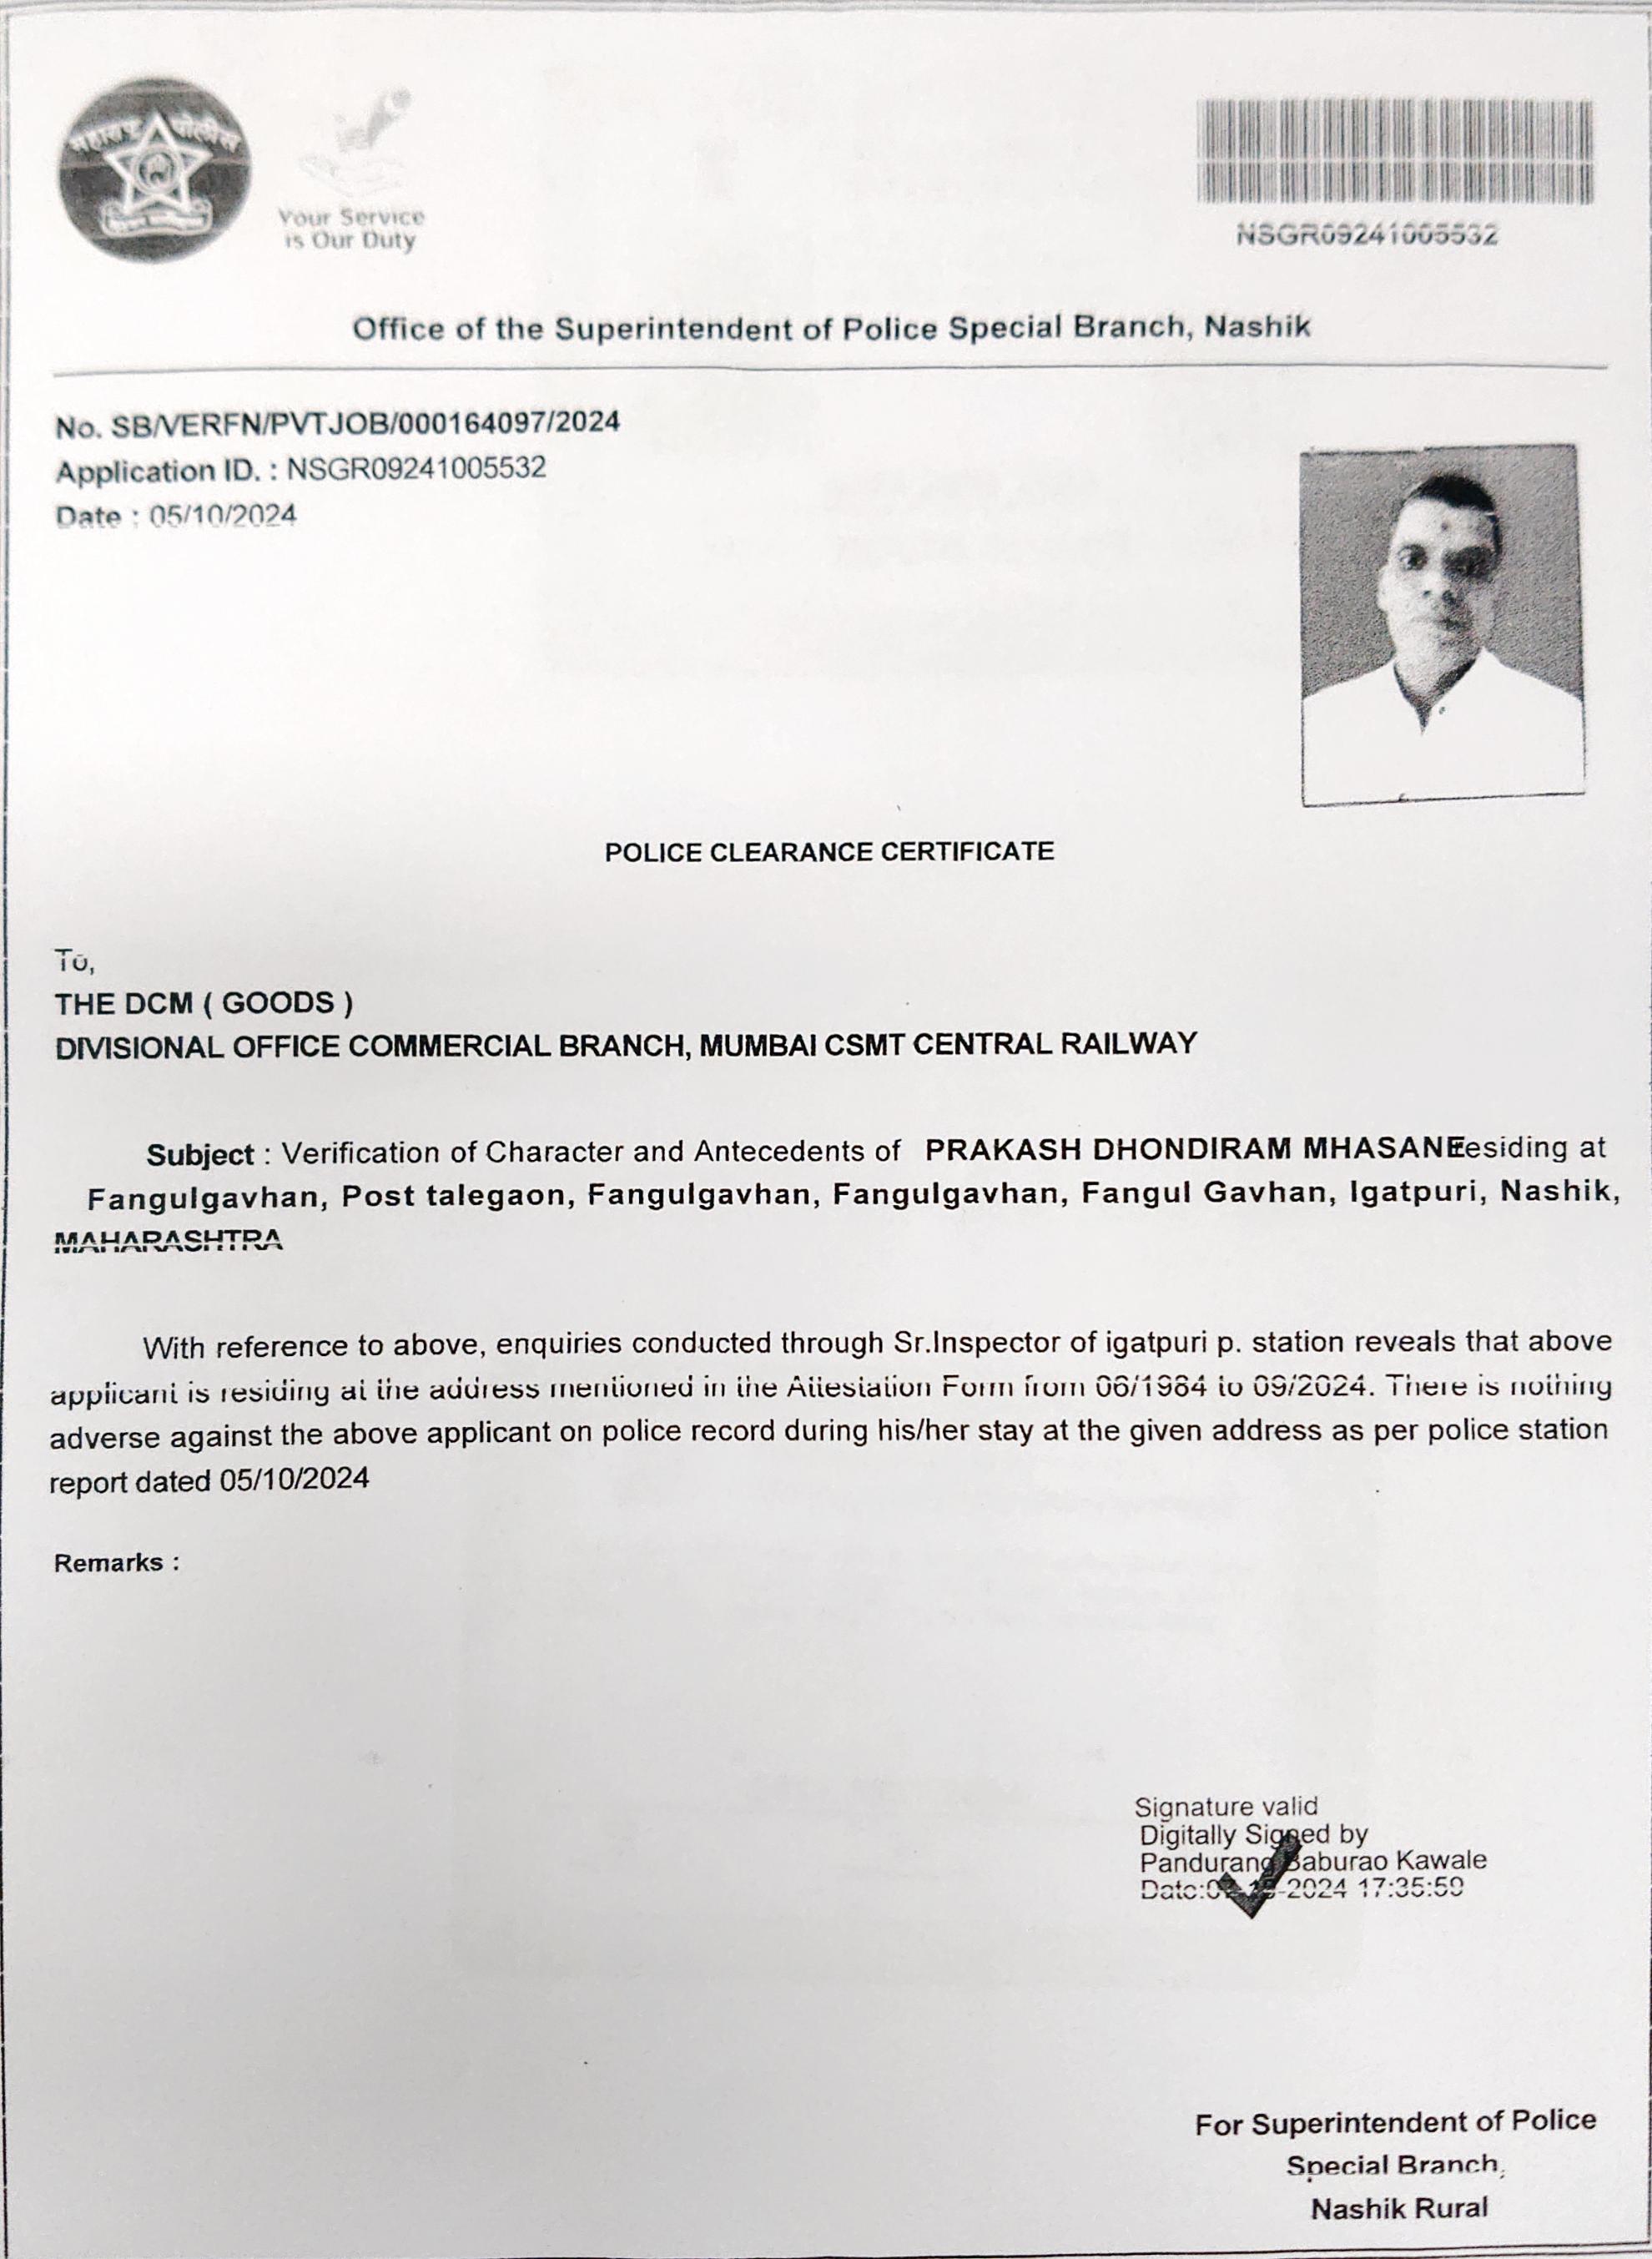 महाराष्ट्र पोलीस
Your Service
is Our Duty
NSGR09241005532
Office of the Superintendent of Police Special Branch, Nashik
No. SB/VERFN/PVTJOB/000164097/2024
Application ID. : NSGR09241005532
Date : 05/10/2024
POLICE CLEARANCE CERTIFICATE
To,
THE DCM ( GOODS )
DIVISIONAL OFFICE COMMERCIAL BRANCH, MUMBAI CSMT CENTRAL RAILWAY
Subject : Verification of Character and Antecedents of PRAKASH DHONDIRAM MHASANEesiding at
Fangulgavhan, Post talegaon, Fangulgavhan, Fangulgavhan, Fangul Gavhan, Igatpuri, Nashik,
MAHARASHTRA
With reference to above, enquiries conducted through Sr.Inspector of igatpuri p. station reveals that above
applicant is residing at the address mentioned in the Attestation Form from 06/1984 to 09/2024. There is nothing
adverse against the above applicant on police record during his/her stay at the given address as per police station
report dated 05/10/2024
Remarks :
Signature valid
Digitally Signed by
Pandurang Baburao Kawale
Date: -2024 17:35:59
For Superintendent of Police
Special Branch,
Nashik Rural